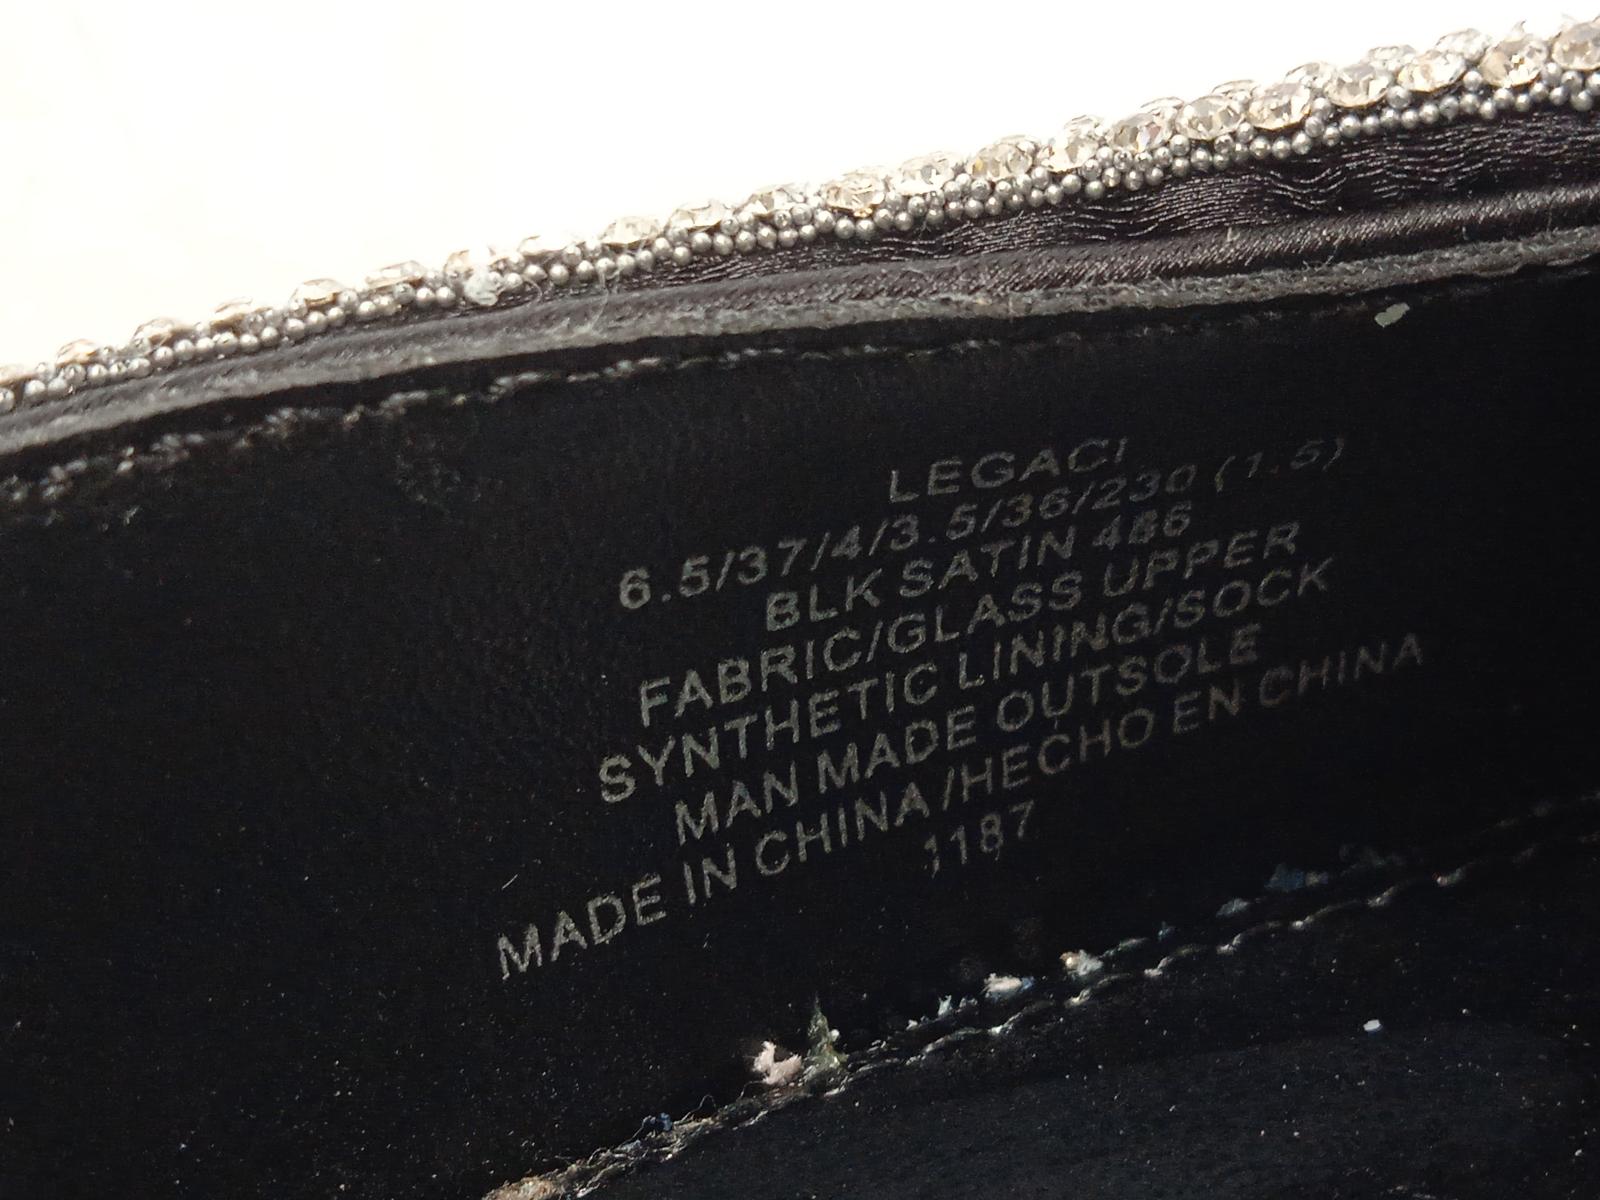 LEGACI
6.5/37/4/3.5/36/230 (1.5)
BLK SATIN 486
FABRIC/GLASS UPPER
SYNTHETIC LINING/SOCK
MAN MADE OUTSOLE
MADE IN CHINA/HECHO EN CHINA
1187